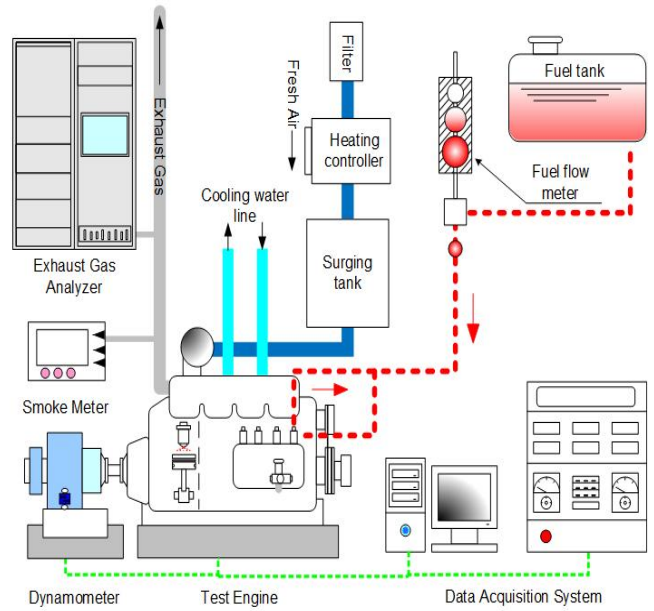 Exhaust Gas
Fresh Air
Filter
Fuel tank
Heating
controller
Fuel flow
meter
Cooling water
line
Surging
tank
Exhaust Gas
Analyzer
Smoke Meter
Dynamometer
Test Engine
Data Acquisition System